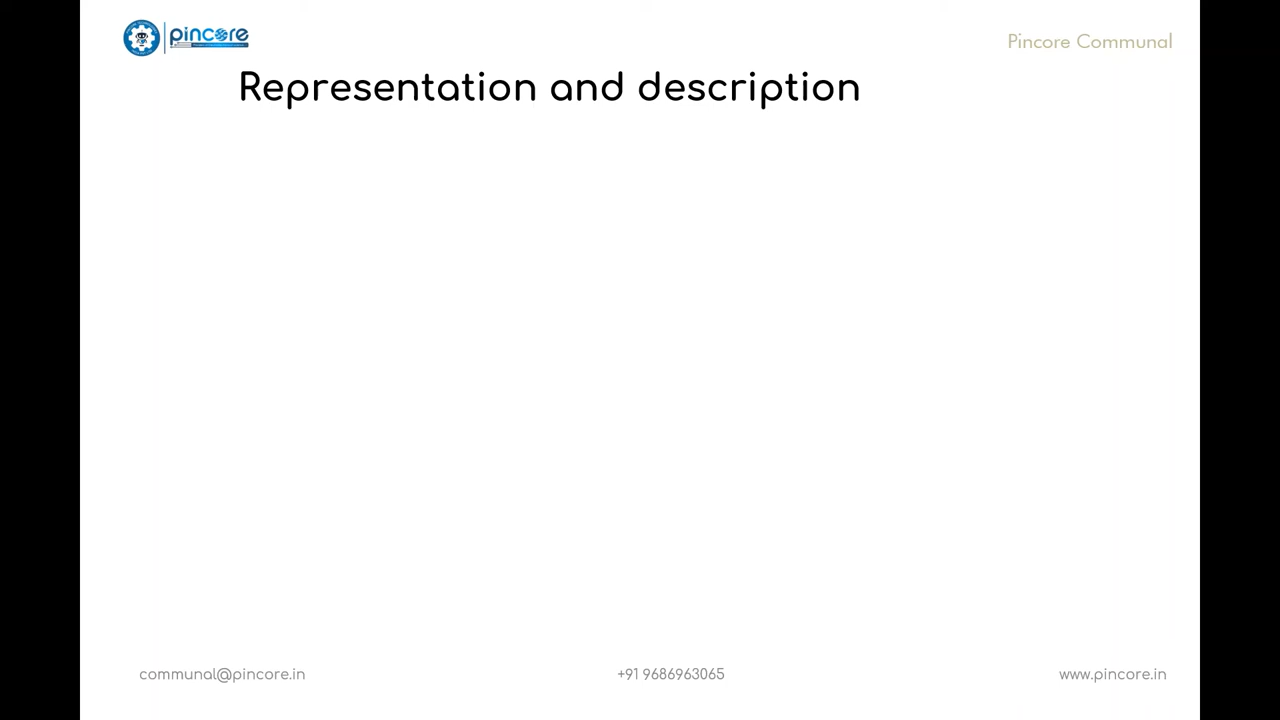 pincore
Pincore Communal
Representation and description
communal@pincore.in
+91 9686963065
www.pincore.in